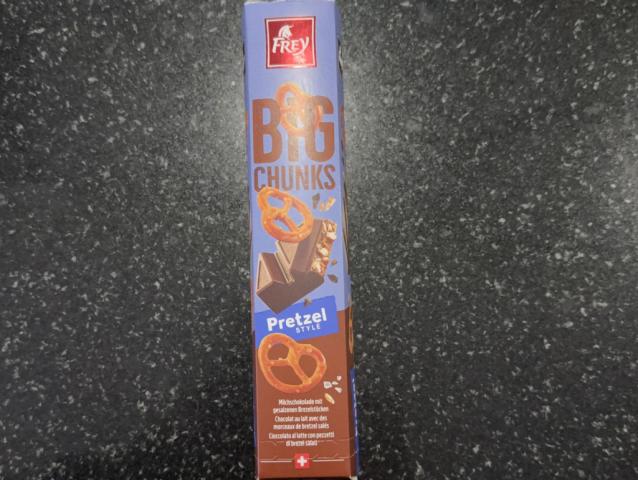 FREY
BIG
CHUNKS
Pretzel
STYLE
Milchschokolade mit
gesalzenen Brezelstücken
Chocolat au lait avec des
morceaux de bretzel salés
Cioccolato al latte con pezzetti
di brezel salati